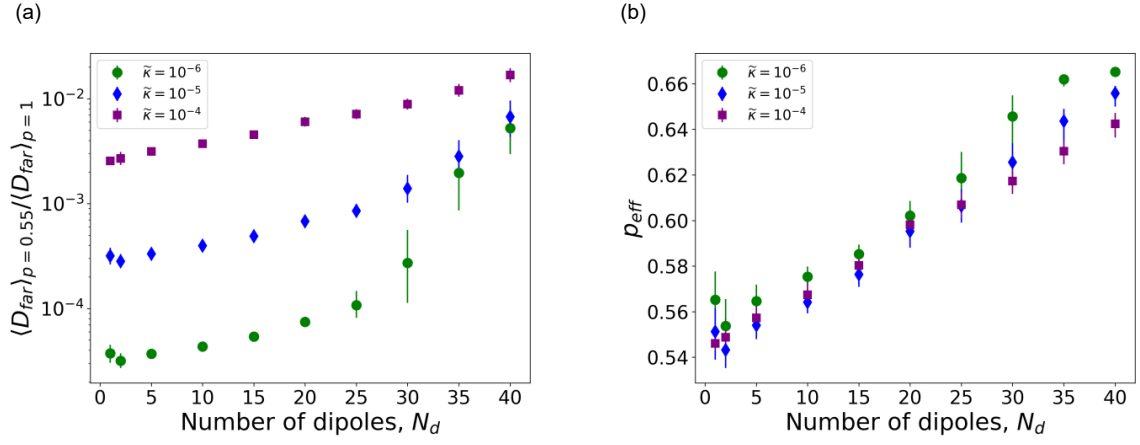 (a)
(b)
⟨D_far⟩_{p = 0.55}/⟨D_far⟩_{p = 1}
10⁻²
10⁻³
10⁻⁴
κ̃ = 10⁻⁶
κ̃ = 10⁻⁵
κ̃ = 10⁻⁴
0 5 10 15 20 25 30 35 40
Number of dipoles, N_d
p_eff
0.66
0.64
0.62
0.60
0.58
0.56
0.54
κ̃ = 10⁻⁶
κ̃ = 10⁻⁵
κ̃ = 10⁻⁴
0 5 10 15 20 25 30 35 40
Number of dipoles, N_d